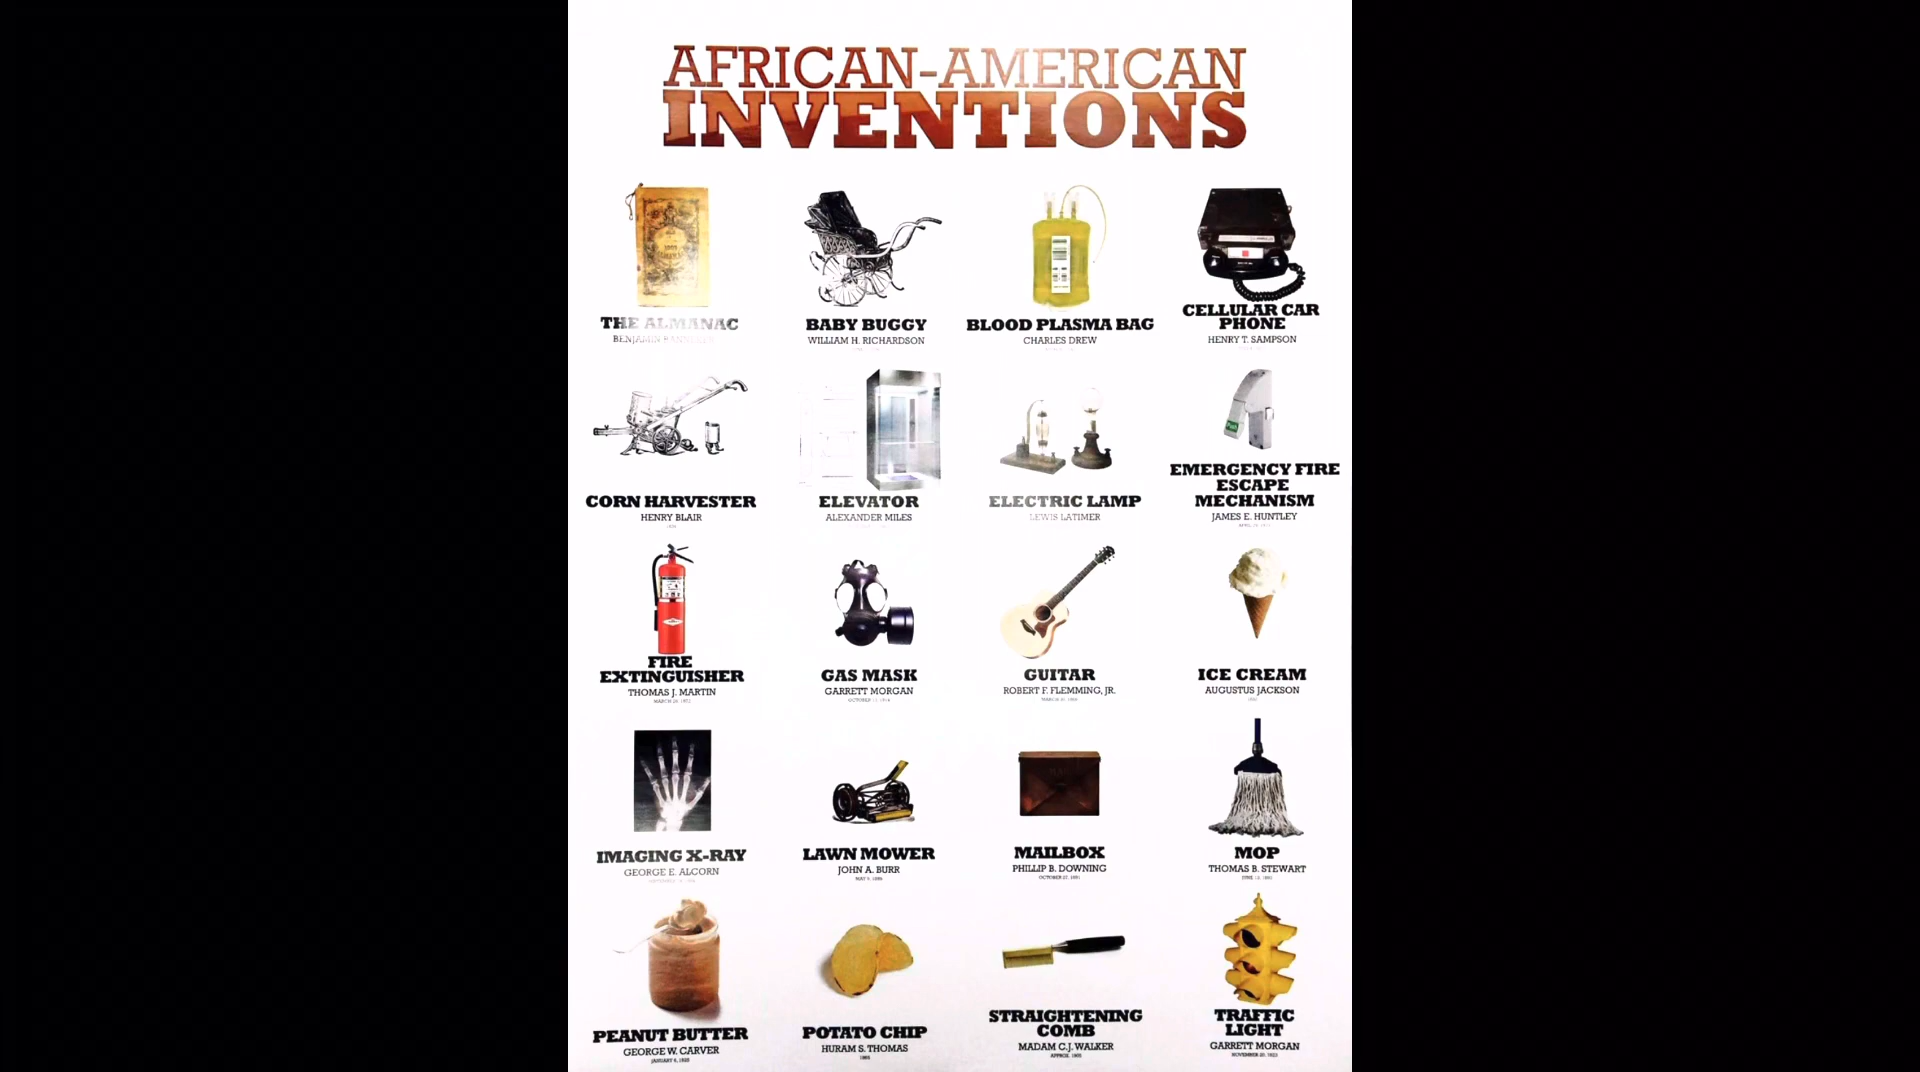 AFRICAN-AMERICAN
INVENTIONS
THE ALMANAC
BENJAMIN
BABY BUGGY
WILLIAM H. RICHARDSON
BLOOD PLASMA BAG
CHARLES DREW
CELLULAR CAR
PHONE
HENRY T. SAMPSON
CORN HARVESTER
HENRY BLAIR
ELEVATOR
ALEXANDER MILES
ELECTRIC LAMP
LEWIS LATIMER
EMERGENCY FIRE
ESCAPE
MECHANISM
JAMES E. HUNTLEY
FIRE
EXTINGUISHER
THOMAS J. MARTIN
GAS MASK
GARRETT MORGAN
GUITAR
ROBERT F. FLEMMING, JR.
ICE CREAM
AUGUSTUS JACKSON
IMAGING X-RAY
GEORGE E. ALCORN
LAWN MOWER
JOHN A. BURR
MAILBOX
PHILLIP B. DOWNING
MOP
THOMAS B. STEWART
PEANUT BUTTER
GEORGE W. CARVER
POTATO CHIP
HURAM S. THOMAS
STRAIGHTENING
COMB
MADAM C.J. WALKER
TRAFFIC
LIGHT
GARRETT MORGAN